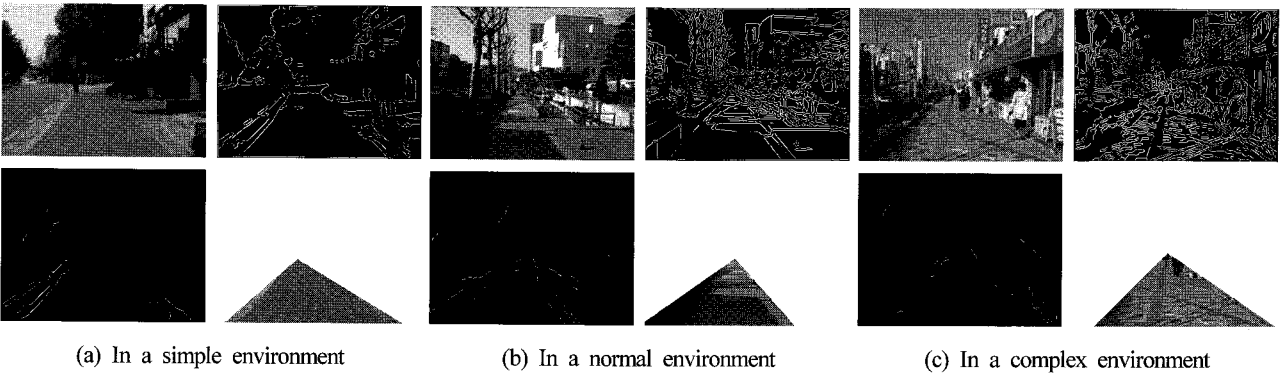 (a) In a simple environment
(b) In a normal environment
(c) In a complex environment